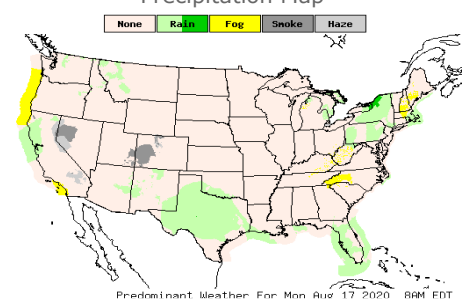 Precipitation Map
None Rain Fog Smoke Haze
Predominant Weather For Mon Aug 17 2020 8AM EDT